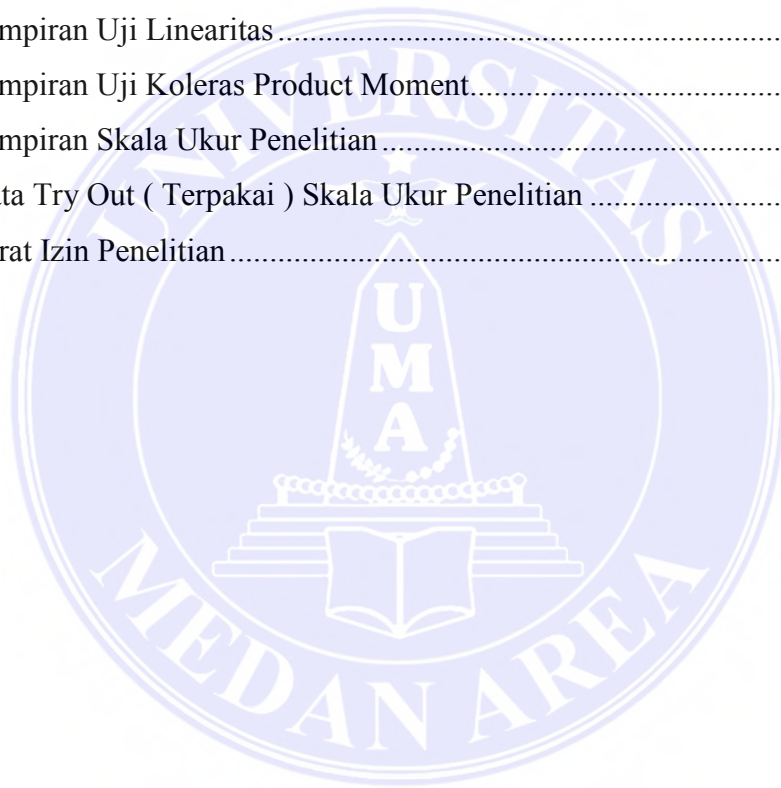 mpiran Uji Linearitas................................................................................
mpiran Uji Koleras Product Moment..............................................
mpiran Skala Ukur Penelitian..........................................................
ta Try Out ( Terpakai ) Skala Ukur Penelitian ............................
rat Izin Penelitian................................................................................
UNIVERSITAS
UMA
MEDAN AREA